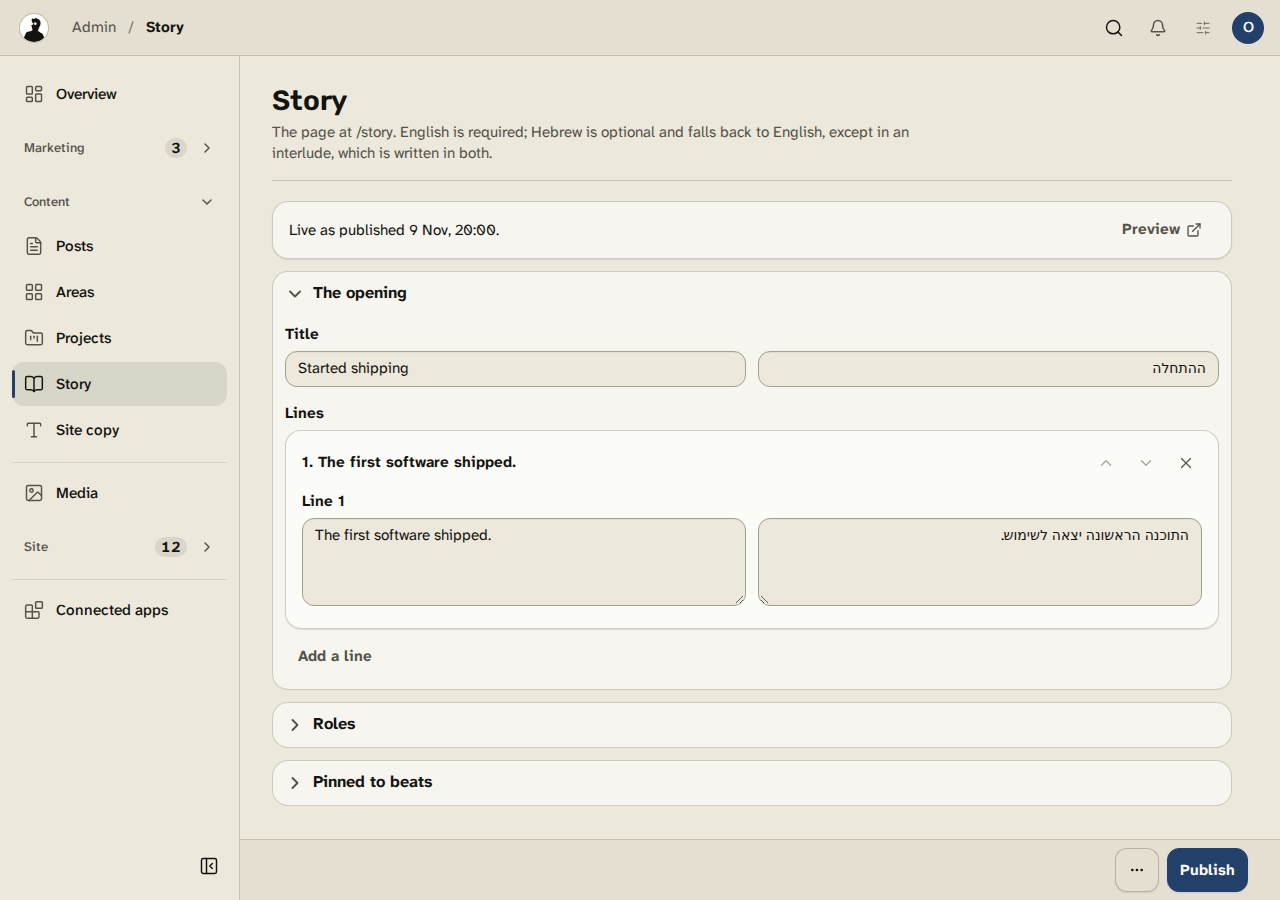 Admin / Story
O
Overview
Marketing 3
Content
Posts
Areas
Projects
Story
Site copy
Media
Site 12
Connected apps
Story
The page at /story. English is required; Hebrew is optional and falls back to English, except in an
interlude, which is written in both.
Live as published 9 Nov, 20:00.
Preview
The opening
Title
Started shipping
ההתחלה
Lines
1. The first software shipped.
Line 1
The first software shipped.
התוכנה הראשונה יצאה לשימוש.
Add a line
Roles
Pinned to beats
Publish